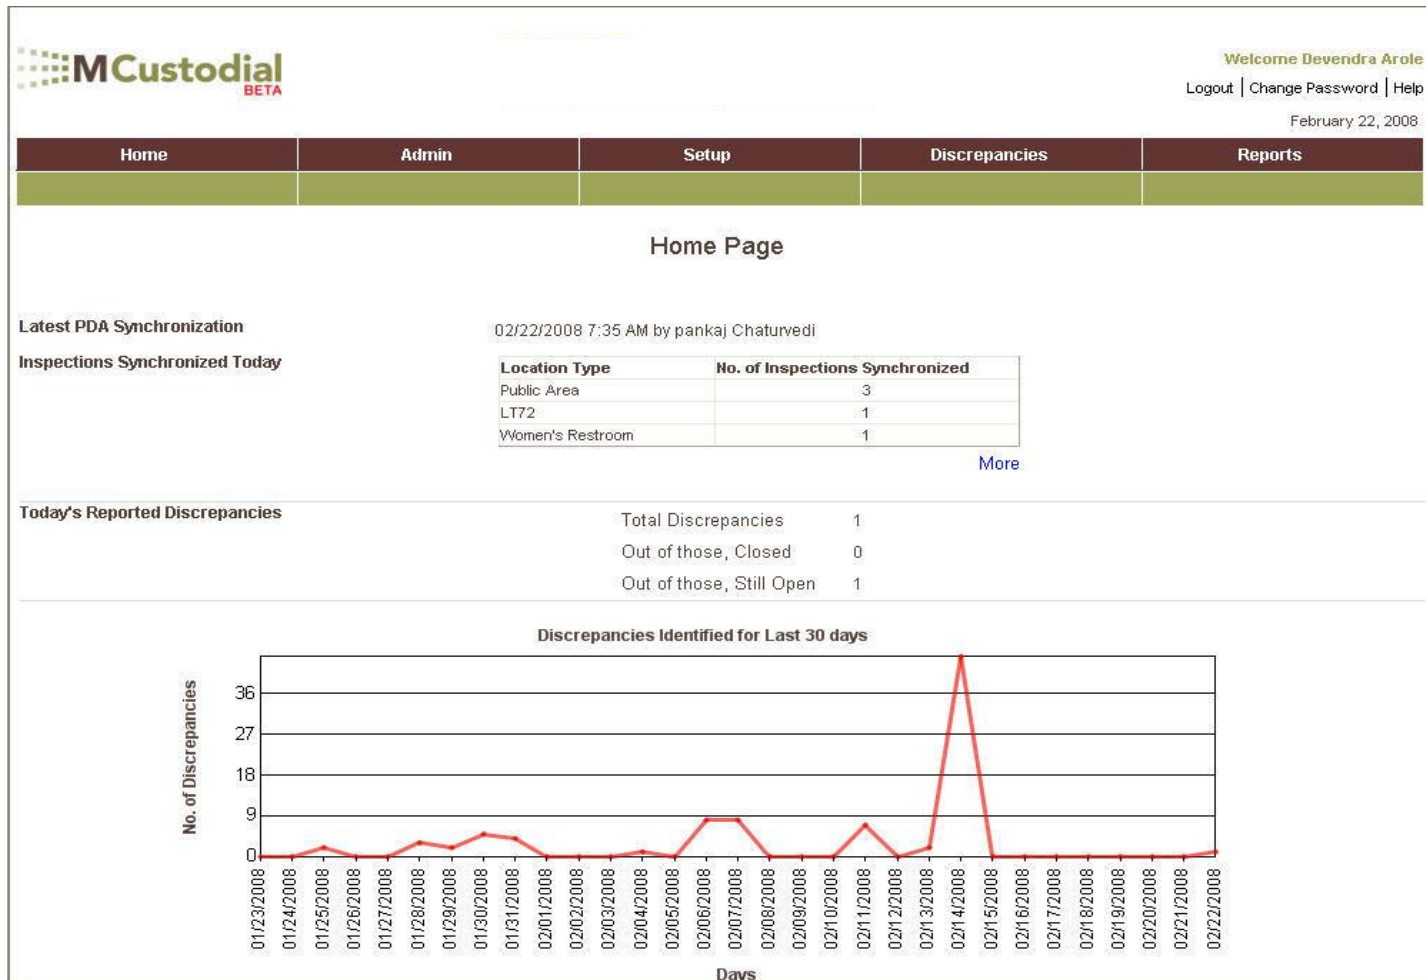 MCustodial
BETA
Welcome Devendra Arole
Logout | Change Password | Help
February 22, 2008
Home Admin Setup Discrepancies Reports
Home Page
Latest PDA Synchronization 02/22/2008 7:35 AM by pankaj Chaturvedi
Inspections Synchronized Today
Location Type No. of Inspections Synchronized
Public Area 3
LT72 1
Women's Restroom 1
More
Today's Reported Discrepancies
Total Discrepancies 1
Out of those, Closed 0
Out of those, Still Open 1
Discrepancies Identified for Last 30 days
No. of Discrepancies
36
27
18
9
0
01/23/2008
01/24/2008
01/25/2008
01/26/2008
01/27/2008
01/28/2008
01/29/2008
01/30/2008
01/31/2008
02/01/2008
02/02/2008
02/03/2008
02/04/2008
02/05/2008
02/06/2008
02/07/2008
02/08/2008
02/09/2008
02/10/2008
02/11/2008
02/12/2008
02/13/2008
02/14/2008
02/15/2008
02/16/2008
02/17/2008
02/18/2008
02/19/2008
02/20/2008
02/21/2008
02/22/2008
Days